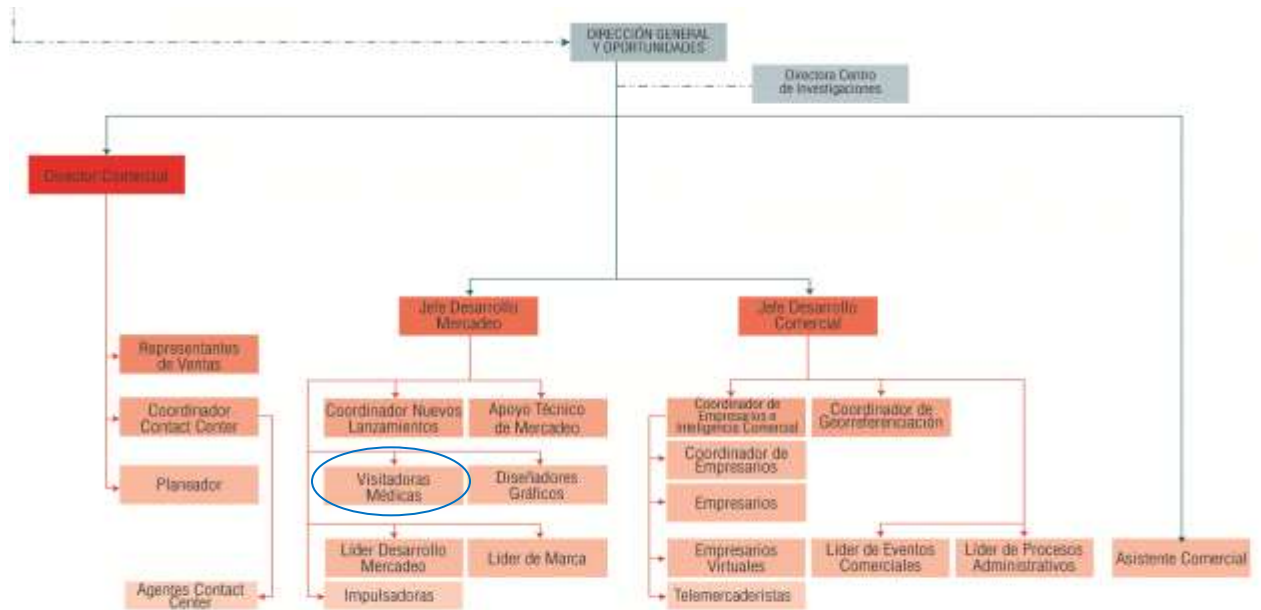 DIRECCIÓN GENERAL
Y OPORTUNIDADES
Directora Centro
de Investigaciones
Director Comercial
Jefe Desarrollo
Mercadeo
Jefe Desarrollo
Comercial
Representantes
de Ventas
Coordinador
Contact Center
Planeador
Agentes Contact
Center
Coordinador Nuevos
Lanzamientos
Apoyo Técnico
de Mercadeo
Visitadoras
Médicas
Diseñadores
Gráficos
Líder Desarrollo
Mercadeo
Líder de Marca
Impulsadoras
Coordinador de
Empresarios e
Inteligencia Comercial
Coordinador de
Georreferenciación
Coordinador de
Empresarios
Empresarios
Empresarios
Virtuales
Líder de Eventos
Comerciales
Líder de Procesos
Administrativos
Telemercaderistas
Asistente Comercial